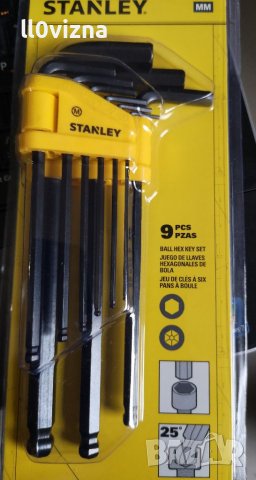 STANLEY
MM
ll0vizna
M
STANLEY
9 PCS
PZAS
BALL HEX KEY SET
JUEGO DE LLAVES
HEXAGONALES DE
BOLA
JEU DE CLÉS À SIX
PANS À BOULE
25°
BAZAR